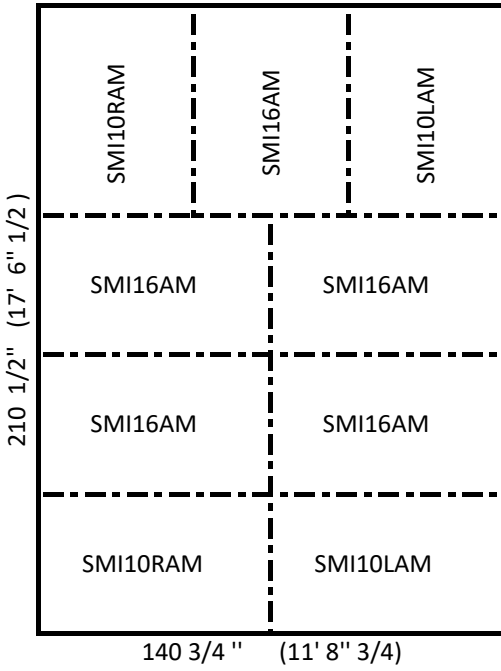 SMI10RAM
SMI16AM
SMI10LAM
SMI16AM
SMI16AM
SMI16AM
SMI16AM
SMI10RAM
SMI10LAM
210 1/2" (17' 6" 1/2 )
140 3/4 " (11' 8" 3/4)